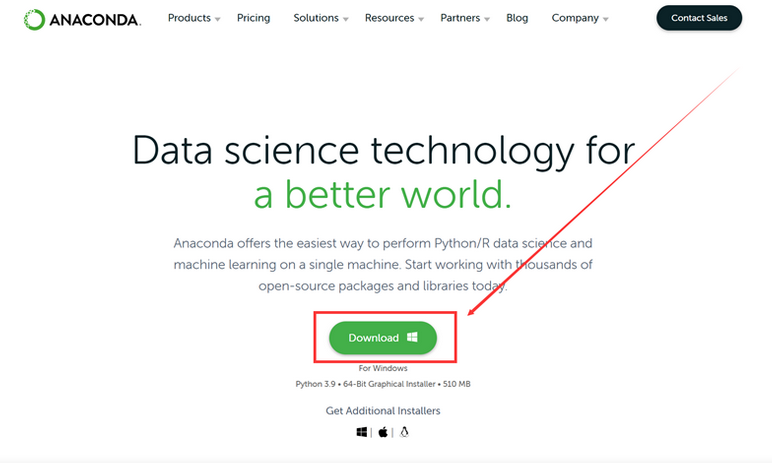 ANACONDA.
Products Pricing Solutions Resources Partners Blog Company Contact Sales
Data science technology for
a better world.
Anaconda offers the easiest way to perform Python/R data science and
machine learning on a single machine. Start working with thousands of
open-source packages and libraries today.
Download
For Windows
Python 3.9 • 64-Bit Graphical Installer • 510 MB
Get Additional Installers
| |